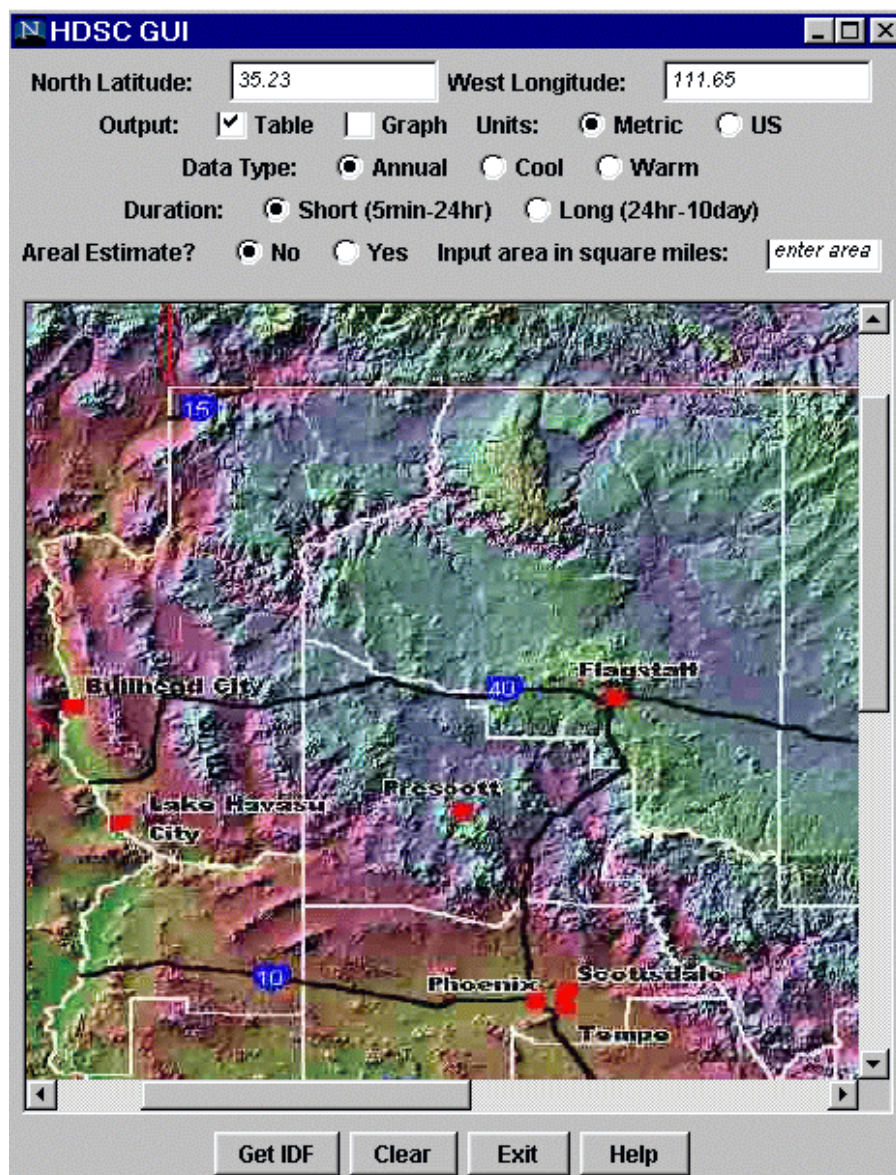 N HDSC GUI
North Latitude: 35.23 West Longitude: 111.65
Output: Table Graph Units: Metric US
Data Type: Annual Cool Warm
Duration: Short (5min-24hr) Long (24hr-10day)
Areal Estimate? No Yes Input area in square miles: enter area
15
Flagstaff
40
Bullhead City
Prescott
Lake Havasu
City
Scottsdale
10
Phoenix
Tempe
Get IDF Clear Exit Help